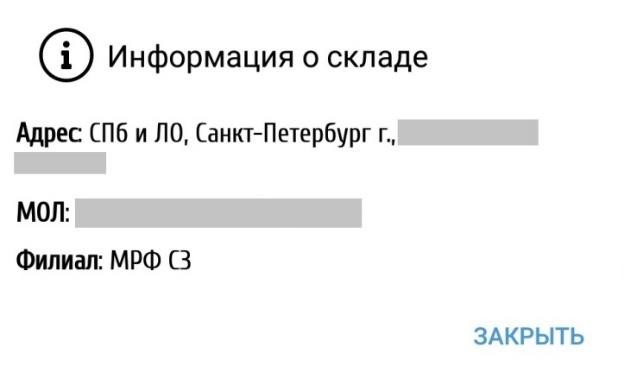 Информация о складе
Адрес: СПб и ЛО, Санкт-Петербург г.,
МОЛ:
Филиал: МРФ СЗ
ЗАКРЫТЬ